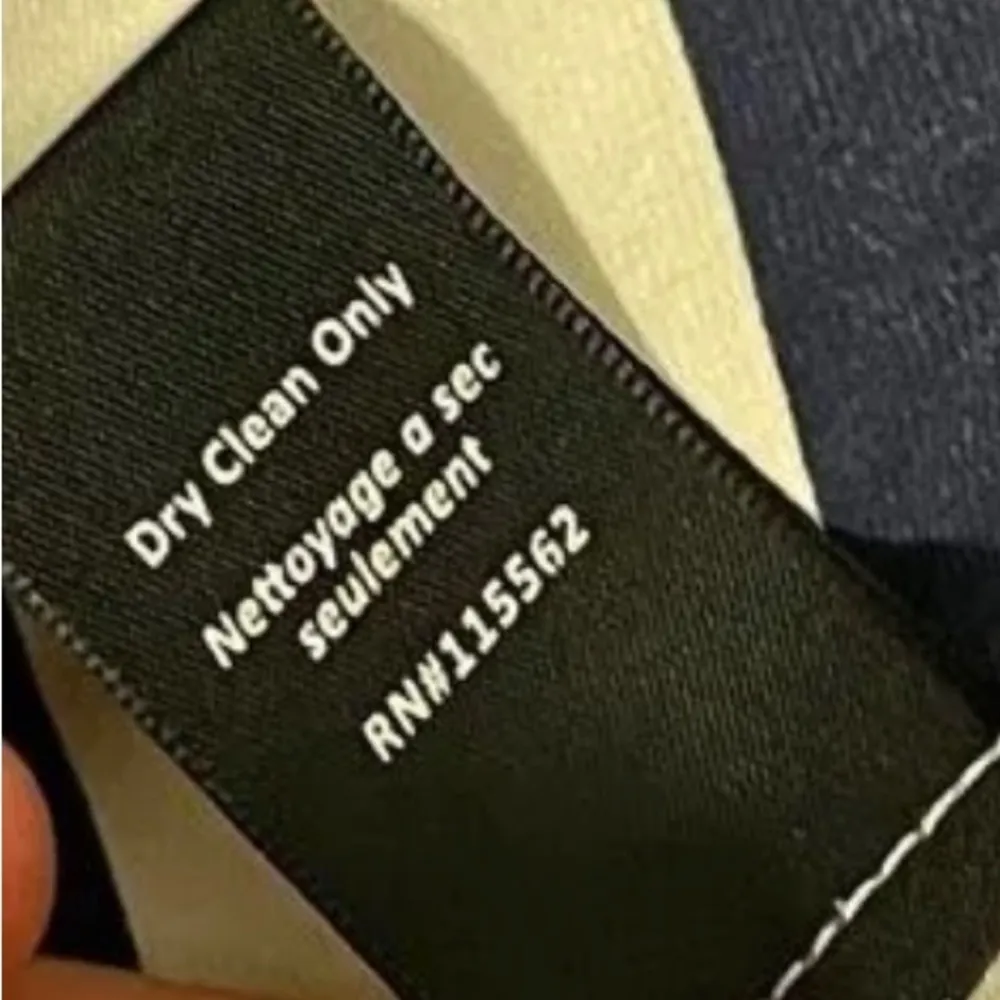 Dry Clean Only
Nettoyage a sec
seulement
RN#115562